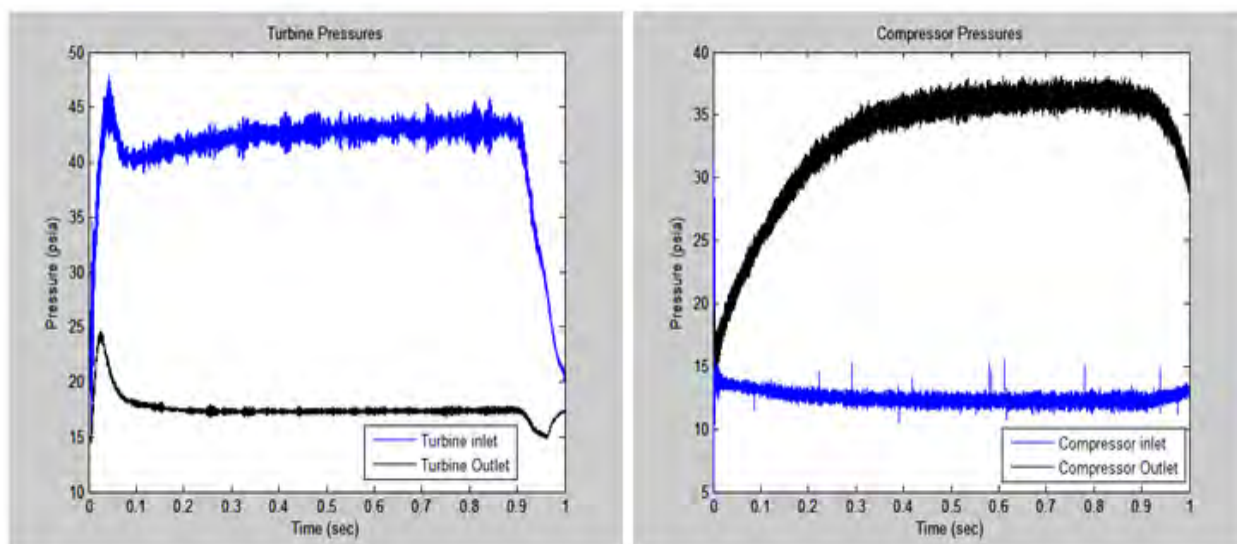 Turbine Pressures
50
45
40
35
30
25
20
15
10
Pressure (psia)
Turbine inlet
Turbine Outlet
0 0.1 0.2 0.3 0.4 0.5 0.6 0.7 0.8 0.9 1
Time (sec)
Compressor Pressures
40
35
30
25
20
15
10
5
Pressure (psia)
Compressor inlet
Compressor Outlet
0 0.1 0.2 0.3 0.4 0.5 0.6 0.7 0.8 0.9 1
Time (sec)